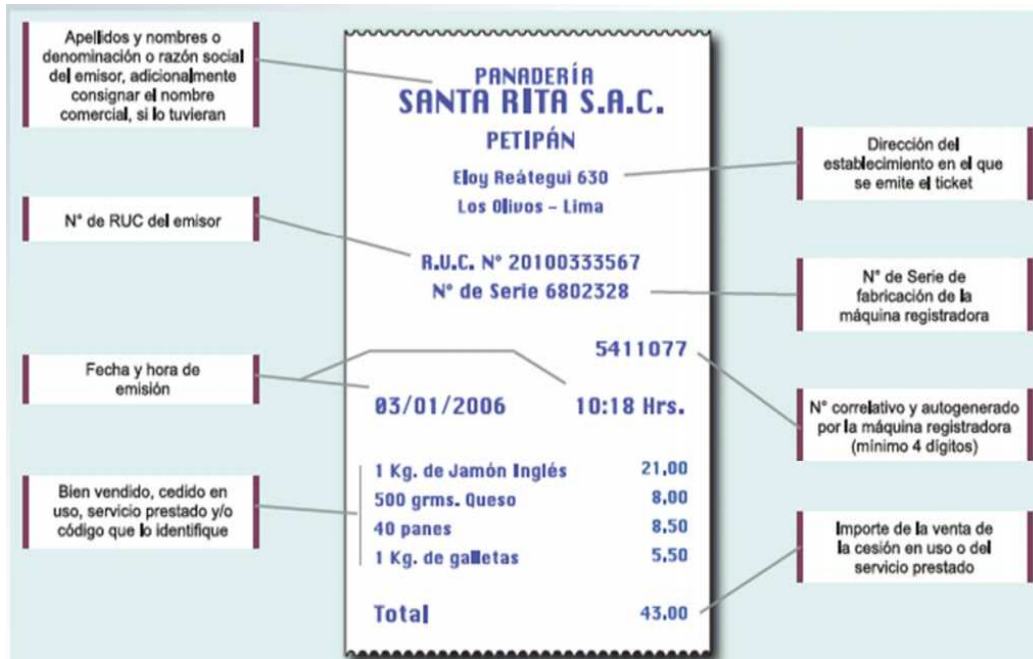 Apellidos y nombres o
denominación o razón social
del emisor, adicionalmente
consignar el nombre
comercial, si lo tuvieran
N° de RUC del emisor
Fecha y hora de
emisión
Bien vendido, cedido en
uso, servicio prestado y/o
código que lo identifique
PANADERÍA
SANTA RITA S.A.C.
PETIPÁN
Eloy Reátegui 630
Los Olivos – Lima
R.U.C. N° 20100333567
N° de Serie 6802328
5411077
03/01/2006 10:18 Hrs.
1 Kg. de Jamón Inglés 21,00
500 grms. Queso 8,00
40 panes 8,50
1 Kg. de galletas 5,50
Total 43,00
Dirección del
establecimiento en el que
se emite el ticket
N° de Serie de
fabricación de la
máquina registradora
N° correlativo y autogenerado
por la máquina registradora
(mínimo 4 dígitos)
Importe de la venta de
la cesión en uso o del
servicio prestado